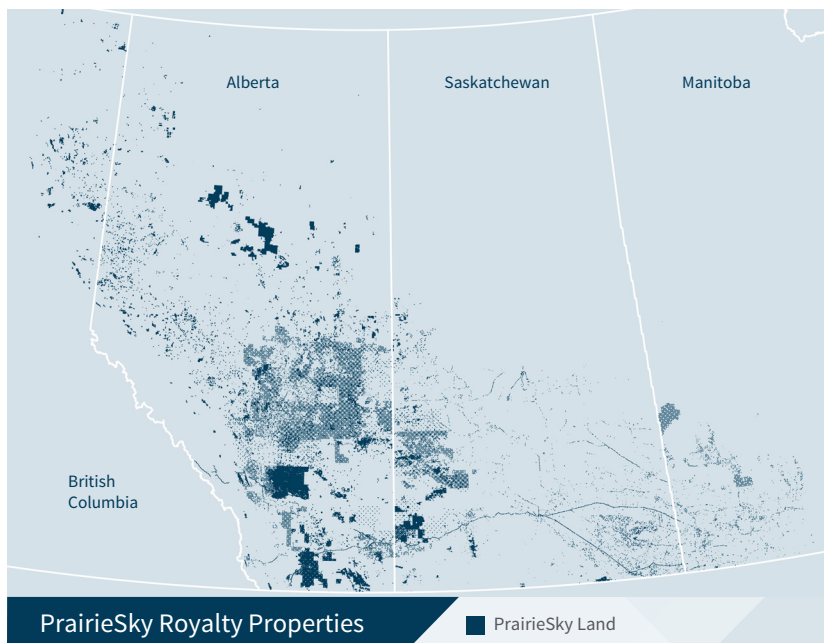 Alberta
Saskatchewan
Manitoba
British
Columbia
PrairieSky Royalty Properties
PrairieSky Land